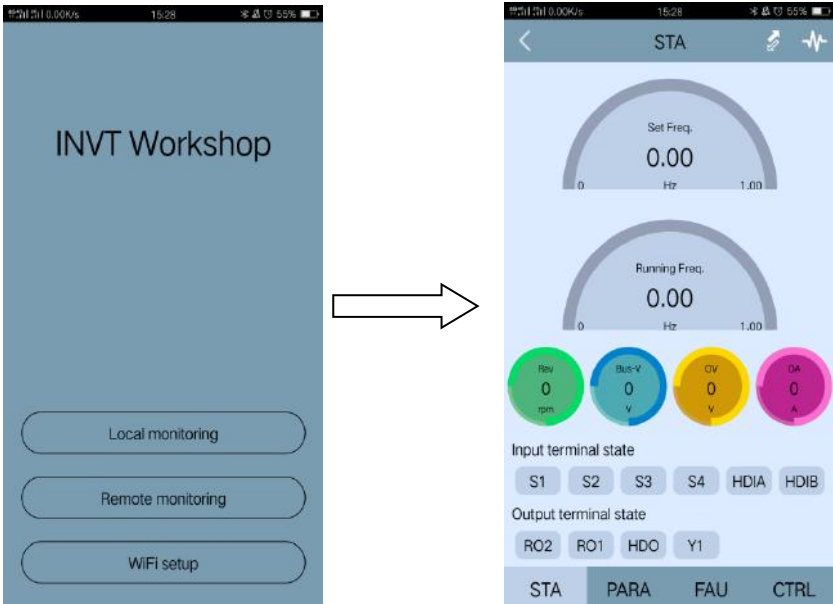 0.00K/s 15:28 55%
INVT Workshop
Local monitoring
Remote monitoring
WiFi setup
0.00K/s 15:28 55%
STA
Set Freq.
0.00
0 Hz 1.00
Running Freq.
0.00
0 Hz 1.00
Rev Bus-V OV OA
0 0 0 0
rpm V V A
Input terminal state
S1 S2 S3 S4 HDIA HDIB
Output terminal state
RO2 RO1 HDO Y1
STA PARA FAU CTRL